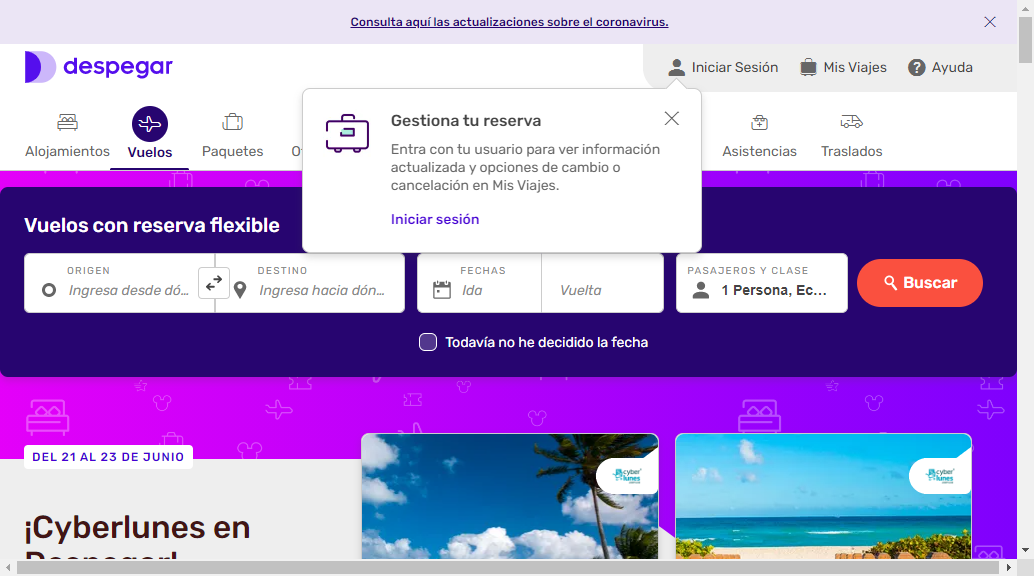 Consulta aquí las actualizaciones sobre el coronavirus.
despegar
Iniciar Sesión
Mis Viajes
Ayuda
Alojamientos
Vuelos
Paquetes
Asistencias
Traslados
Gestiona tu reserva
Entra con tu usuario para ver información
actualizada y opciones de cambio o
cancelación en Mis Viajes.
Iniciar sesión
Vuelos con reserva flexible
ORIGEN
Ingresa desde dó...
DESTINO
Ingresa hacia dón...
FECHAS
Ida
Vuelta
PASAJEROS Y CLASE
1 Persona, Ec...
Buscar
Todavía no he decidido la fecha
DEL 21 AL 23 DE JUNIO
cyber
lunes
cyber
lunes
¡Cyberlunes en
Despegar!